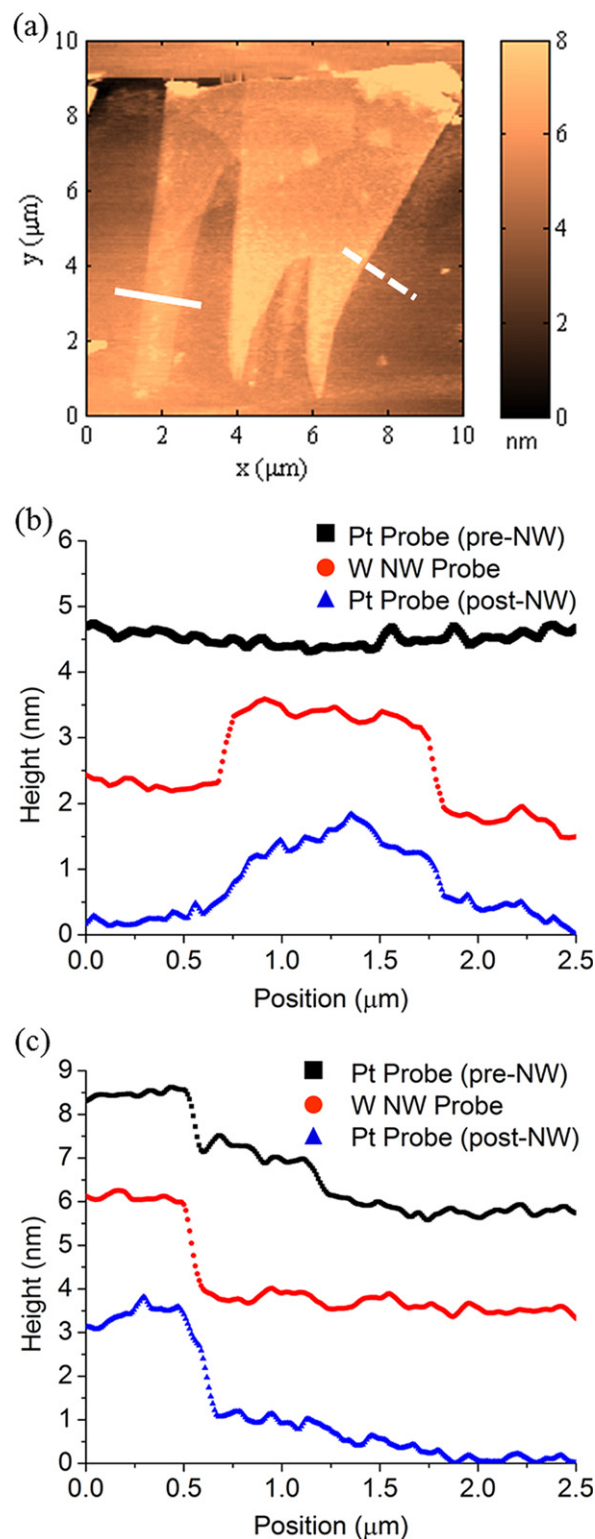 (a)
10
8
6
4
2
0
y (μm)
0 2 4 6 8 10
x (μm)
8
6
4
2
0
nm
(b)
Pt Probe (pre-NW)
W NW Probe
Pt Probe (post-NW)
6
5
4
3
2
1
0
Height (nm)
0.0 0.5 1.0 1.5 2.0 2.5
Position (μm)
(c)
Pt Probe (pre-NW)
W NW Probe
Pt Probe (post-NW)
9
8
7
6
5
4
3
2
1
0
Height (nm)
0.0 0.5 1.0 1.5 2.0 2.5
Position (μm)